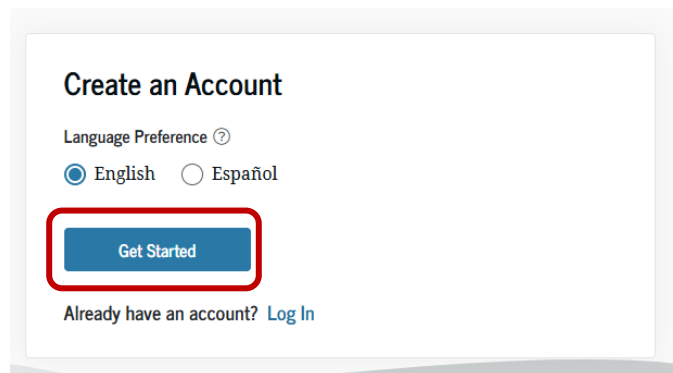 Create an Account
Language Preference ?
English Español
Get Started
Already have an account? Log In